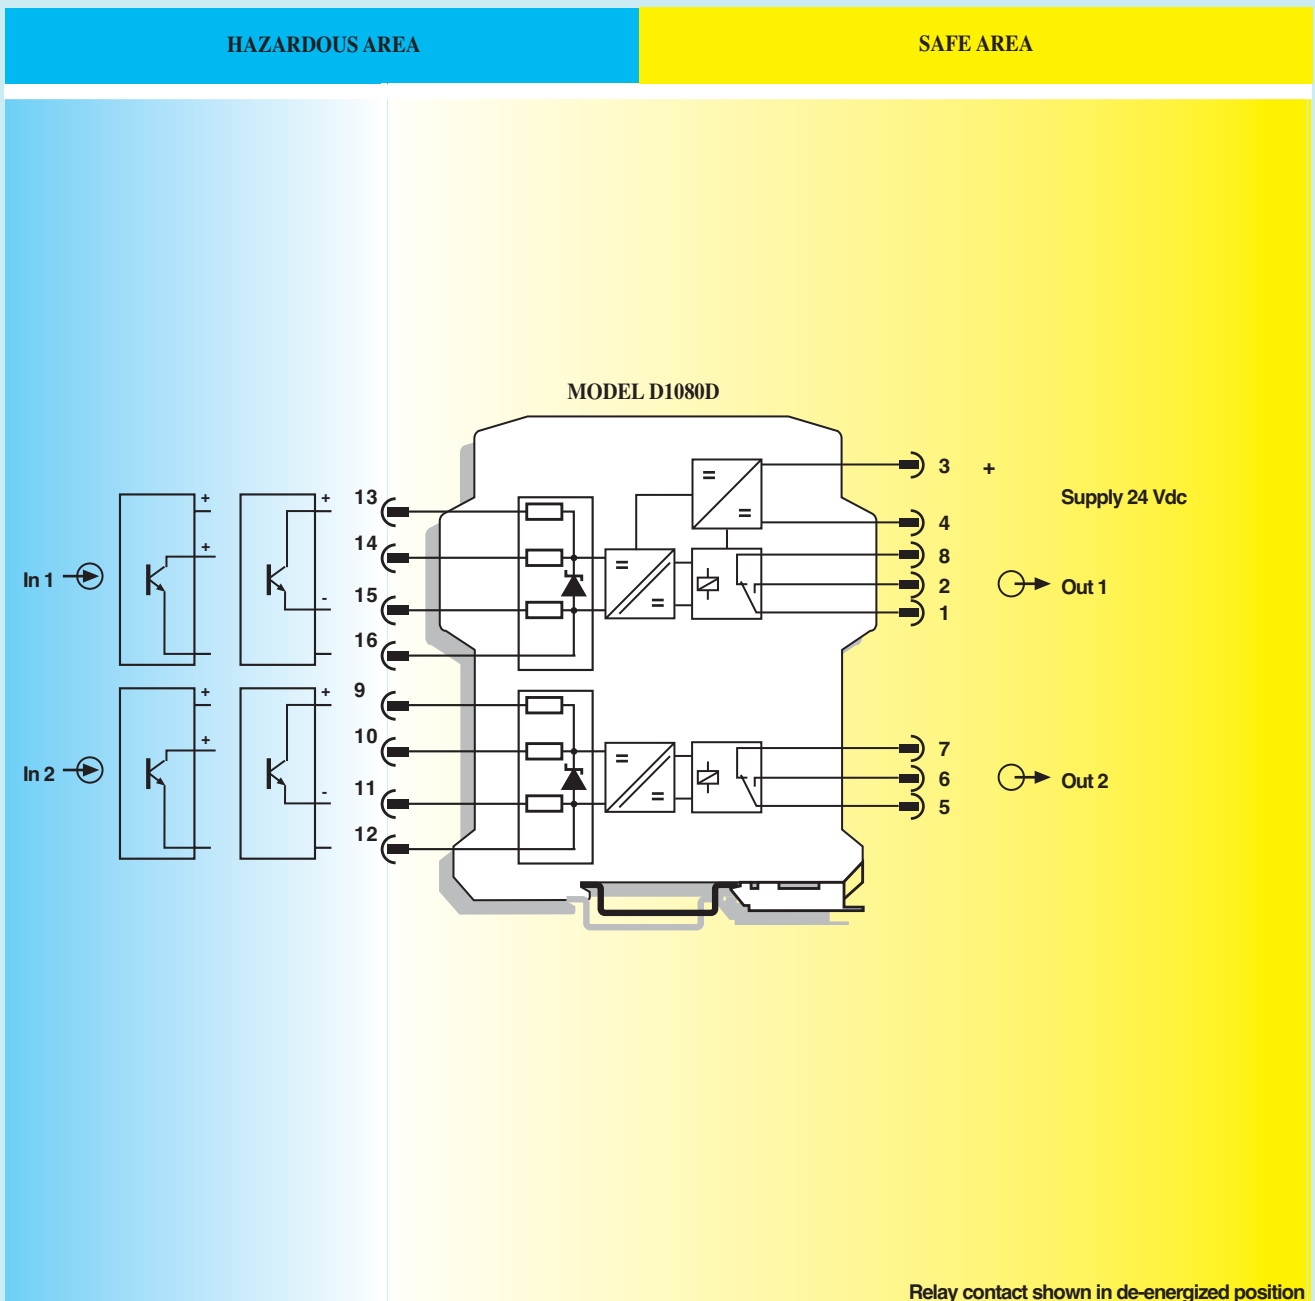 HAZARDOUS AREA
SAFE AREA
MODEL D1080D
3 +
Supply 24 Vdc
4
8
2
Out 1
1
In 1
+
+
+
-
13
14
15
16
In 2
+
+
+
-
9
10
11
12
7
6
Out 2
5
Relay contact shown in de-energized position